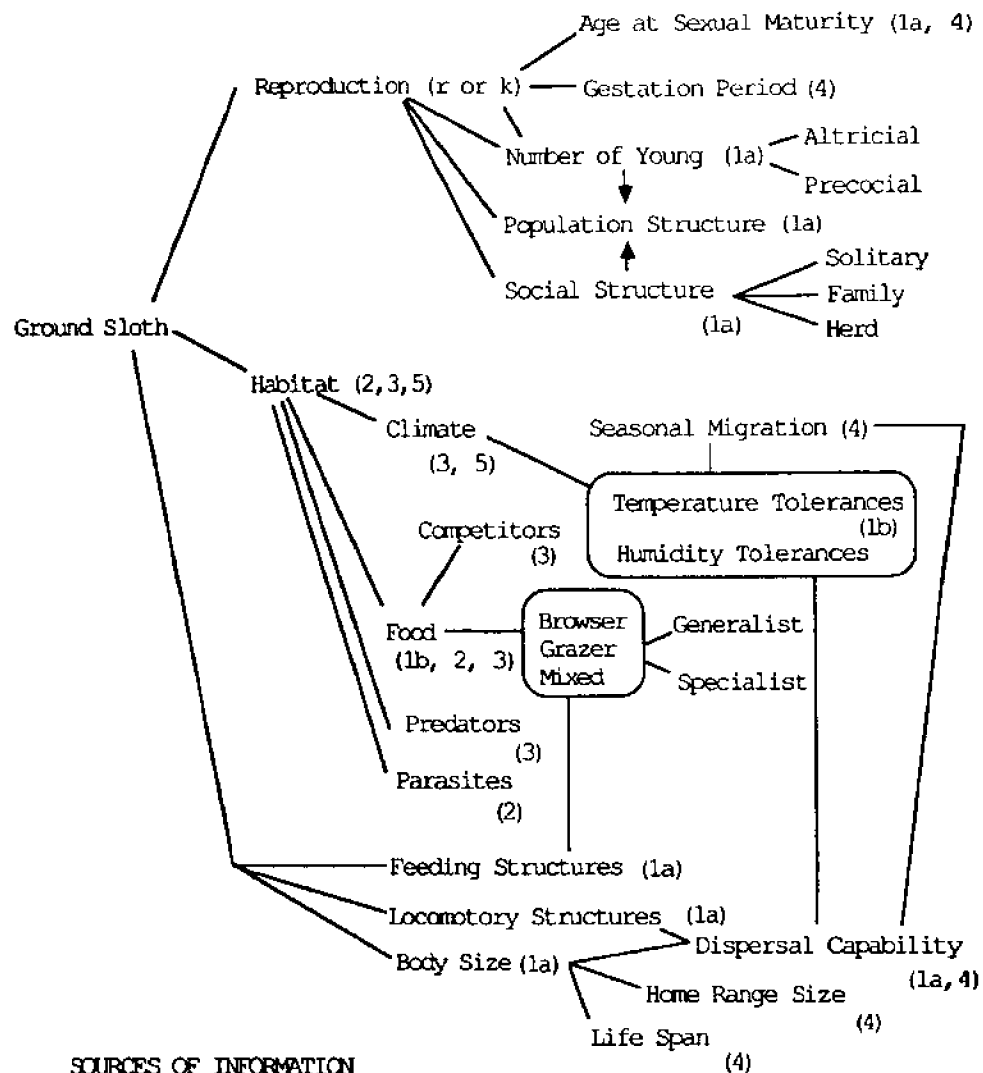 Age at Sexual Maturity (1a, 4)
Reproduction (r or k)
Gestation Period (4)
Number of Young (1a)
Altricial
Precocial
Population Structure (1a)
Social Structure
(1a)
Solitary
Family
Herd
Ground Sloth
Habitat (2,3,5)
Climate
(3, 5)
Seasonal Migration (4)
Temperature Tolerances
(1b)
Humidity Tolerances
Competitors
(3)
Food
(1b, 2, 3)
Browser
Grazer
Mixed
Generalist
Specialist
Predators
(3)
Parasites
(2)
Feeding Structures (1a)
Locomotory Structures (1a)
Body Size (1a)
Dispersal Capability
(1a,4)
Home Range Size
(4)
Life Span
(4)
SOURCES OF INFORMATION